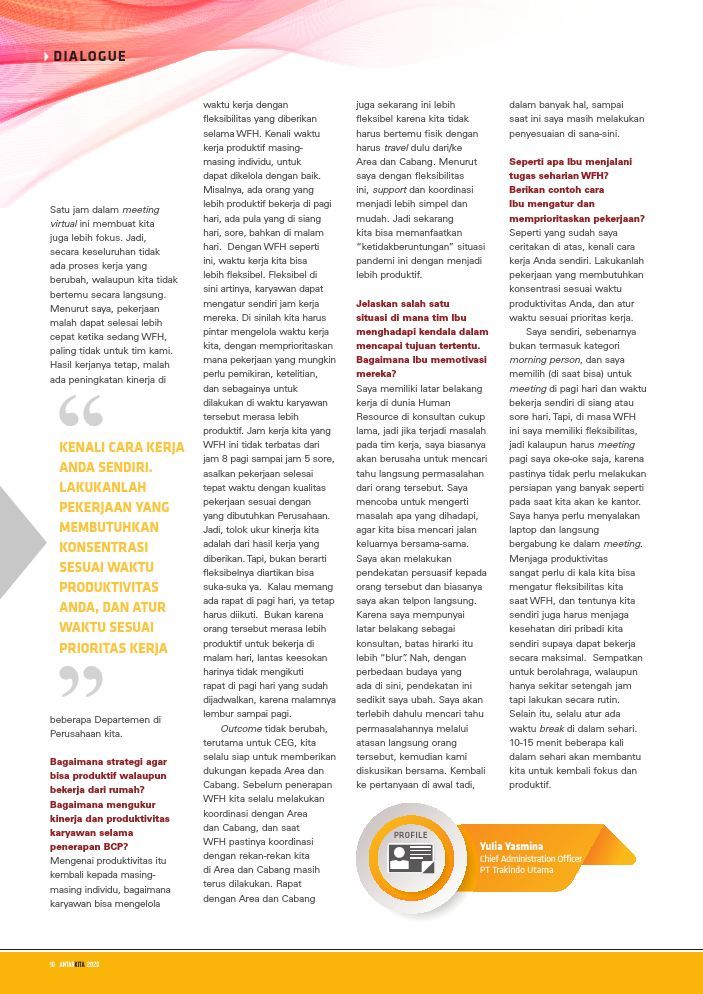 DIALOGUE
Satu jam dalam meeting
virtual ini membuat kita
juga lebih fokus. Jadi,
secara keseluruhan tidak
ada proses kerja yang
berubah, walaupun kita tidak
bertemu secara langsung.
Menurut saya, pekerjaan
malah dapat selesai lebih
cepat ketika sedang WFH,
paling tidak untuk tim kami.
Hasil kerjanya tetap, malah
ada peningkatan kinerja di
“
KENALI CARA KERJA
ANDA SENDIRI.
LAKUKANLAH
PEKERJAAN YANG
MEMBUTUHKAN
KONSENTRASI
SESUAI WAKTU
PRODUKTIVITAS
ANDA, DAN ATUR
WAKTU SESUAI
PRIORITAS KERJA
”
beberapa Departemen di
Perusahaan kita.
Bagaimana strategi agar
bisa produktif walaupun
bekerja dari rumah?
Bagaimana mengukur
kinerja dan produktivitas
karyawan selama
penerapan BCP?
Mengenai produktivitas itu
kembali kepada masing-
masing individu, bagaimana
karyawan bisa mengelola
waktu kerja dengan
fleksibilitas yang diberikan
selama WFH. Kenali waktu
kerja produktif masing-
masing individu, untuk
dapat dikelola dengan baik.
Misalnya, ada orang yang
lebih produktif bekerja di pagi
hari, ada pula yang di siang
hari, sore, bahkan di malam
hari. Dengan WFH seperti
ini, waktu kerja kita bisa
lebih fleksibel. Fleksibel di
sini artinya, karyawan dapat
mengatur sendiri jam kerja
mereka. Di sinilah kita harus
pintar mengelola waktu kerja
kita, dengan memprioritaskan
mana pekerjaan yang mungkin
perlu pemikiran, ketelitian,
dan sebagainya untuk
dilakukan di waktu karyawan
tersebut merasa lebih
produktif. Jam kerja kita yang
WFH ini tidak terbatas dari
jam 8 pagi sampai jam 5 sore,
asalkan pekerjaan selesai
tepat waktu dengan kualitas
pekerjaan sesuai dengan
yang dibutuhkan Perusahaan.
Jadi, tolok ukur kinerja kita
adalah dari hasil kerja yang
diberikan. Tapi, bukan berarti
fleksibelnya diartikan bisa
suka-suka ya. Kalau memang
ada rapat di pagi hari, ya tetap
harus diikuti. Bukan karena
orang tersebut merasa lebih
produktif untuk bekerja di
malam hari, lantas keesokan
harinya tidak mengikuti
rapat di pagi hari yang sudah
dijadwalkan, karena malamnya
lembur sampai pagi.
Outcome tidak berubah,
terutama untuk CEG, kita
selalu siap untuk memberikan
dukungan kepada Area dan
Cabang. Sebelum penerapan
WFH kita selalu melakukan
koordinasi dengan Area
dan Cabang, dan saat
WFH pastinya koordinasi
dengan rekan-rekan kita
di Area dan Cabang masih
terus dilakukan. Rapat
dengan Area dan Cabang
juga sekarang ini lebih
fleksibel karena kita tidak
harus bertemu fisik dengan
harus travel dulu dari/ke
Area dan Cabang. Menurut
saya dengan fleksibilitas
ini, support dan koordinasi
menjadi lebih simpel dan
mudah. Jadi sekarang
kita bisa memanfaatkan
“ketidakberuntungan” situasi
pandemi ini dengan menjadi
lebih produktif.
Jelaskan salah satu
situasi di mana tim Ibu
menghadapi kendala dalam
mencapai tujuan tertentu.
Bagaimana Ibu memotivasi
mereka?
Saya memiliki latar belakang
kerja di dunia Human
Resource di konsultan cukup
lama, jadi jika terjadi masalah
pada tim kerja, saya biasanya
akan berusaha untuk mencari
tahu langsung permasalahan
dari orang tersebut. Saya
mencoba untuk mengerti
masalah apa yang dihadapi,
agar kita bisa mencari jalan
keluarnya bersama-sama.
Saya akan melakukan
pendekatan persuasif kepada
orang tersebut dan biasanya
saya akan telpon langsung.
Karena saya mempunyai
latar belakang sebagai
konsultan, batas hirarki itu
lebih “blur”. Nah, dengan
perbedaan budaya yang
ada di sini, pendekatan ini
sedikit saya ubah. Saya akan
terlebih dahulu mencari tahu
permasalahannya melalui
atasan langsung orang
tersebut, kemudian kami
diskusikan bersama. Kembali
ke pertanyaan di awal tadi,
dalam banyak hal, sampai
saat ini saya masih melakukan
penyesuaian di sana-sini.
Seperti apa Ibu menjalani
tugas seharian WFH?
Berikan contoh cara
Ibu mengatur dan
memprioritaskan pekerjaan?
Seperti yang sudah saya
ceritakan di atas, kenali cara
kerja Anda sendiri. Lakukanlah
pekerjaan yang membutuhkan
konsentrasi sesuai waktu
produktivitas Anda, dan atur
waktu sesuai prioritas kerja.
Saya sendiri, sebenarnya
bukan termasuk kategori
morning person, dan saya
memilih (di saat bisa) untuk
meeting di pagi hari dan waktu
bekerja sendiri di siang atau
sore hari. Tapi, di masa WFH
ini saya memiliki fleksibilitas,
jadi kalaupun harus meeting
pagi saya oke-oke saja, karena
pastinya tidak perlu melakukan
persiapan yang banyak seperti
pada saat kita akan ke kantor.
Saya hanya perlu menyalakan
laptop dan langsung
bergabung ke dalam meeting.
Menjaga produktivitas
sangat perlu di kala kita bisa
mengatur fleksibilitas kita
saat WFH, dan tentunya kita
sendiri juga harus menjaga
kesehatan diri pribadi kita
sendiri supaya dapat bekerja
secara maksimal. Sempatkan
untuk berolahraga, walaupun
hanya sekitar setengah jam
tapi lakukan secara rutin.
Selain itu, selalu atur ada
waktu break di dalam sehari.
10-15 menit beberapa kali
dalam sehari akan membantu
kita untuk kembali fokus dan
produktif.
PROFILE
Yulia Yasmina
Chief Administration Officer
PT Trakindo Utama
10 ANTARKITA 2020